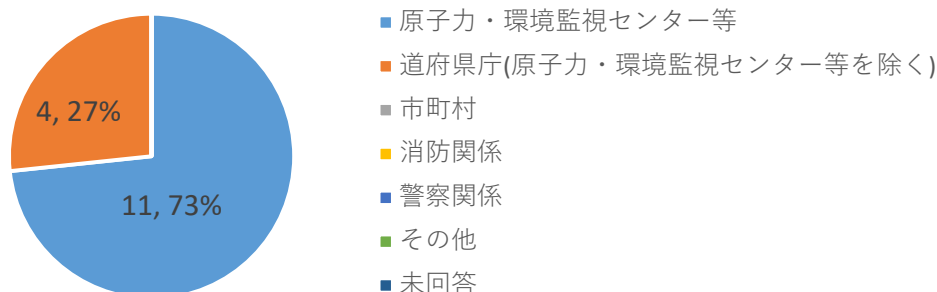 4, 27%
11, 73%
原子力・環境監視センター等
道府県庁(原子力・環境監視センター等を除く)
市町村
消防関係
警察関係
その他
未回答